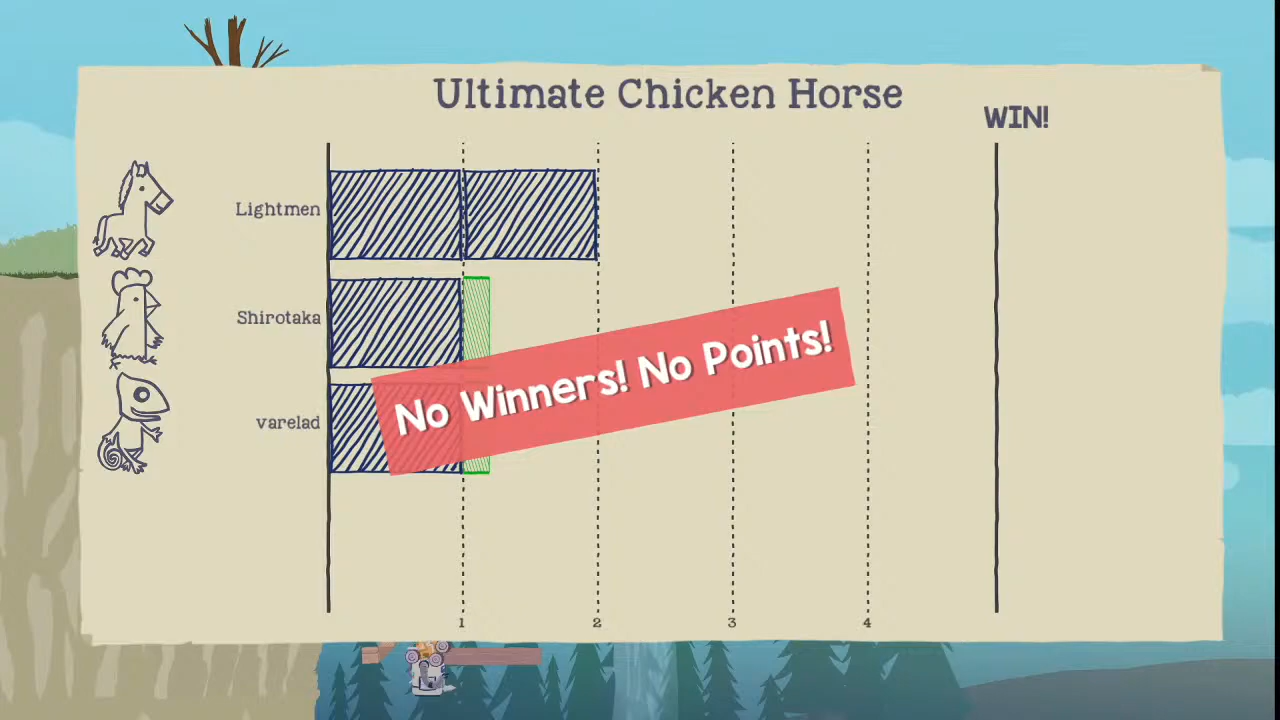 Ultimate Chicken Horse
WIN!
Lightmen
Shirotaka
varelad
No Winners! No Points!
1 2 3 4